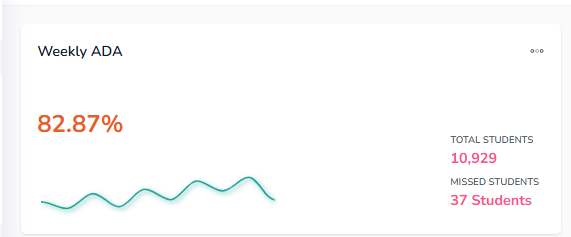 Weekly ADA
82.87%
TOTAL STUDENTS
10,929
MISSED STUDENTS
37 Students